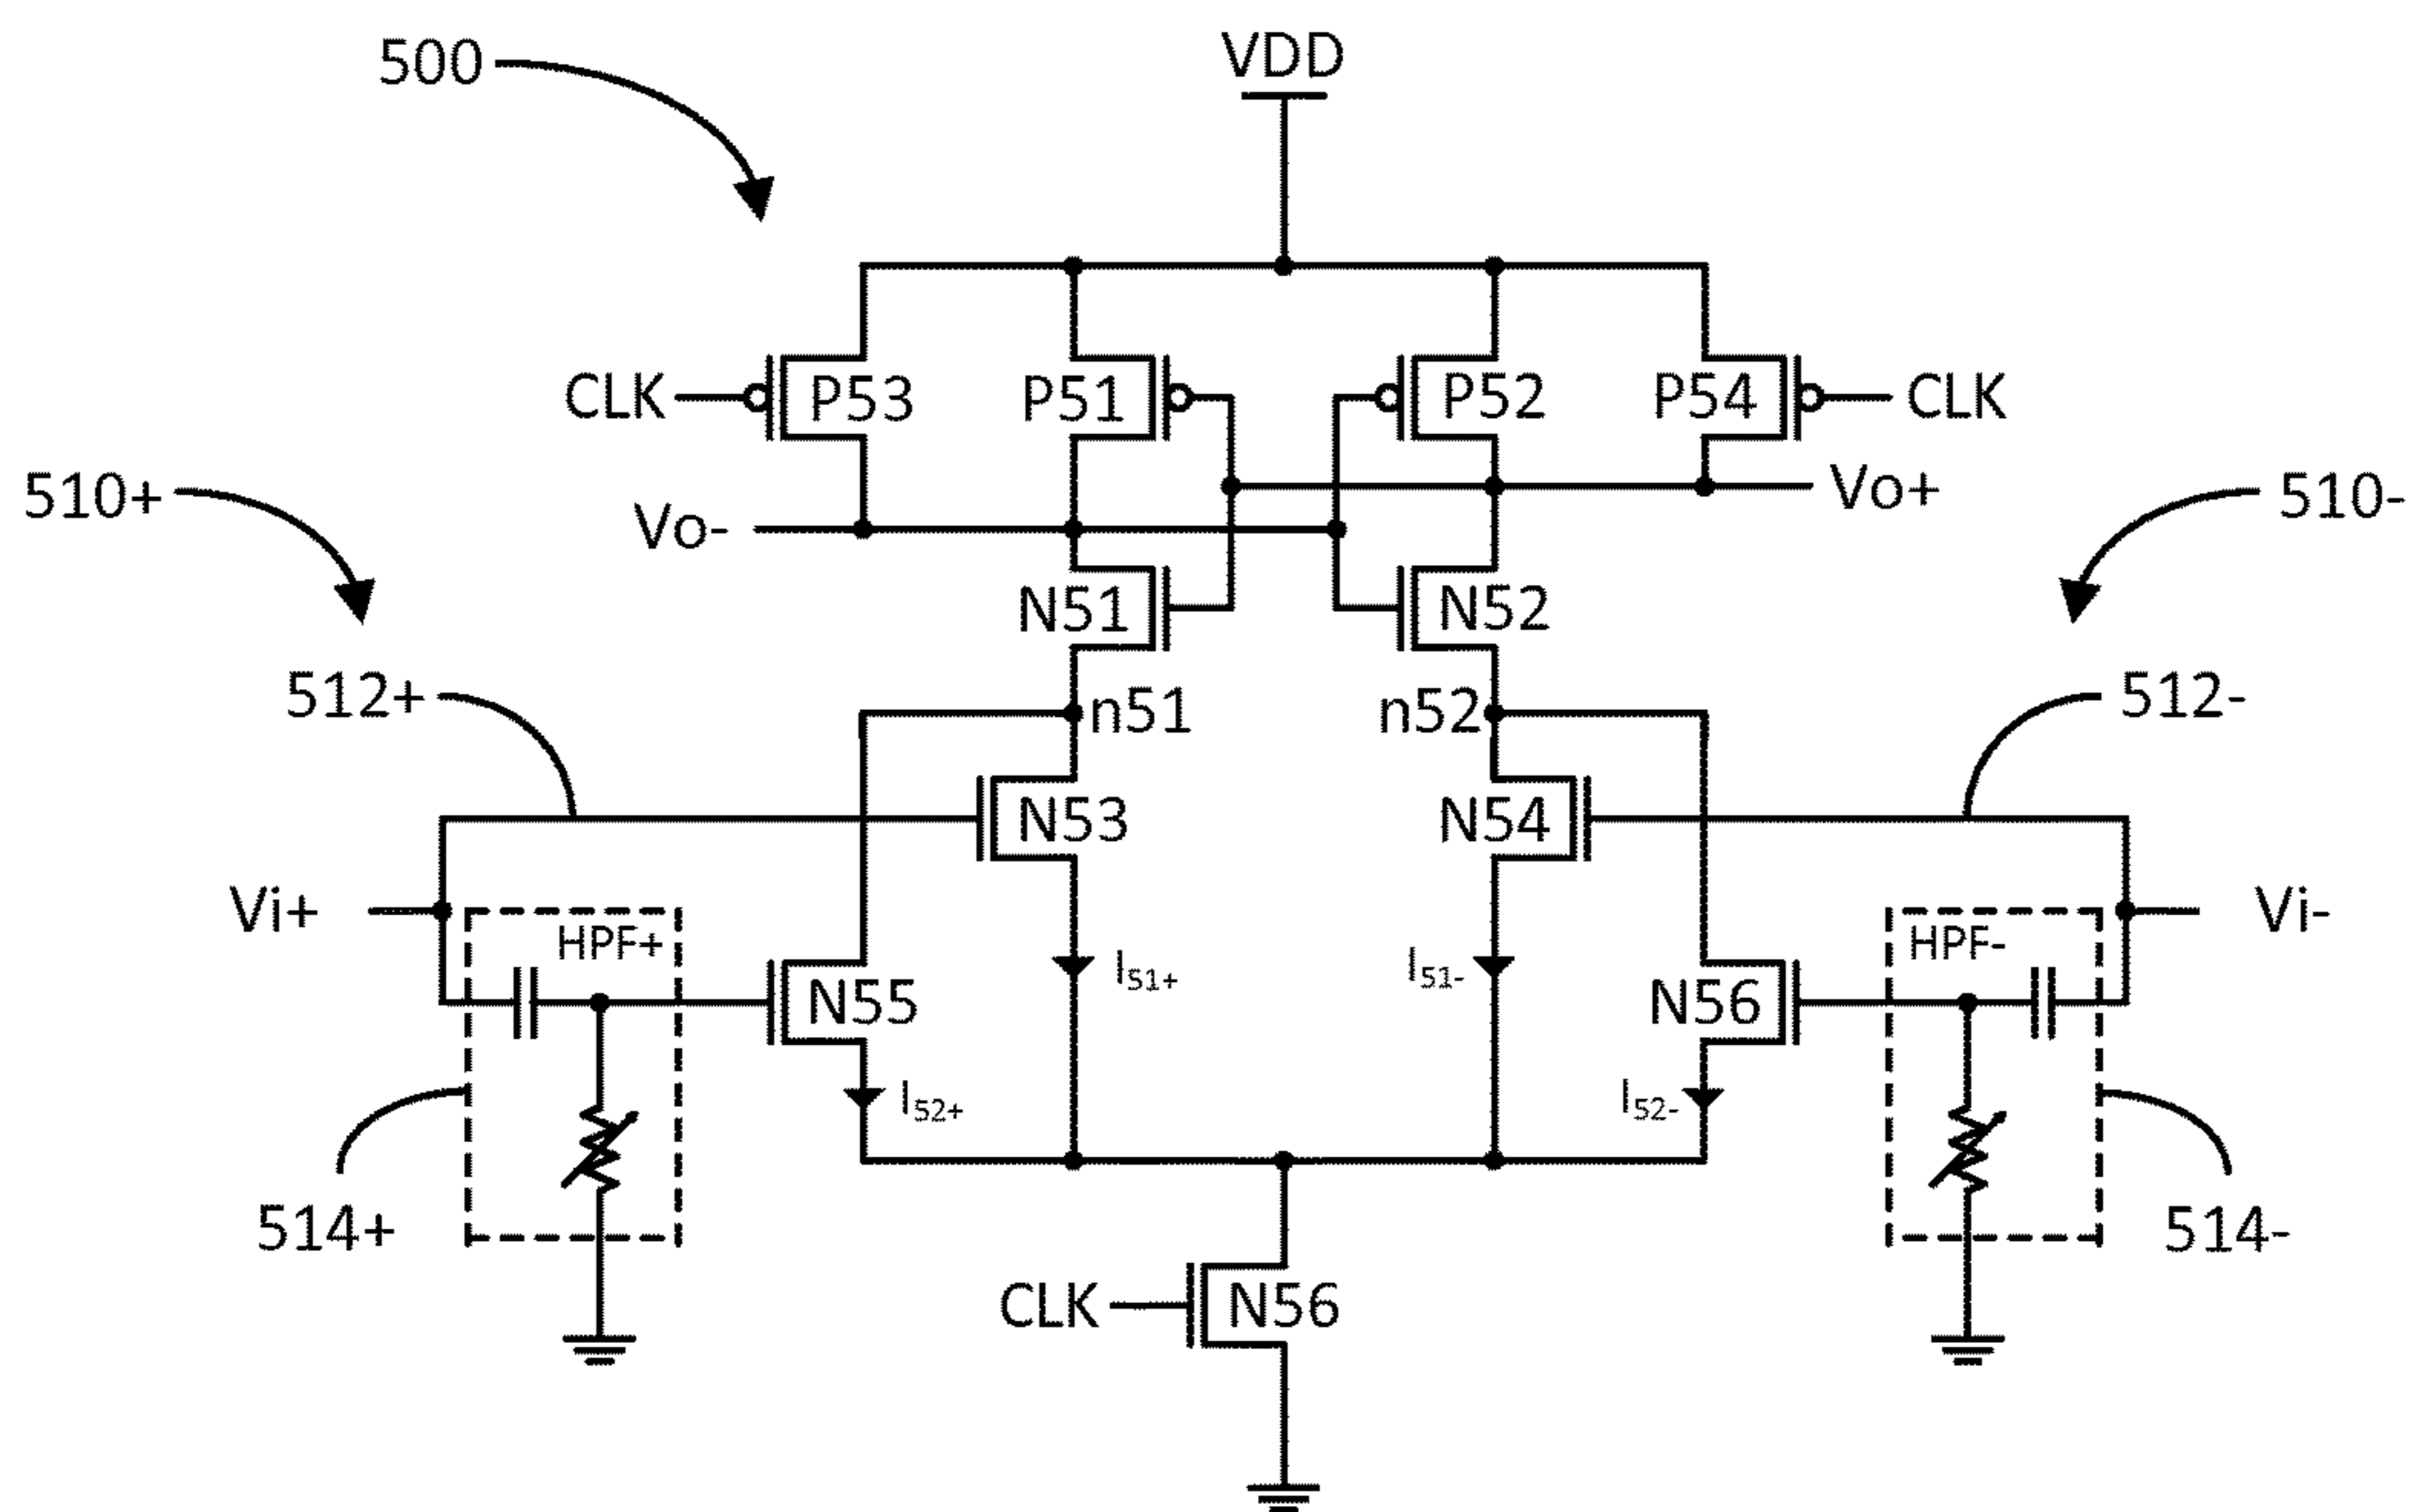 500
VDD
CLK
P53
P51
P52
P54
CLK
510+
Vo+
510-
Vo-
N51
N52
512+
n51
n52
512-
N53
N54
Vi+
HPF+
I51+
I51-
HPF-
Vi-
N55
N56
I52+
I52-
514+
514-
CLK
N56